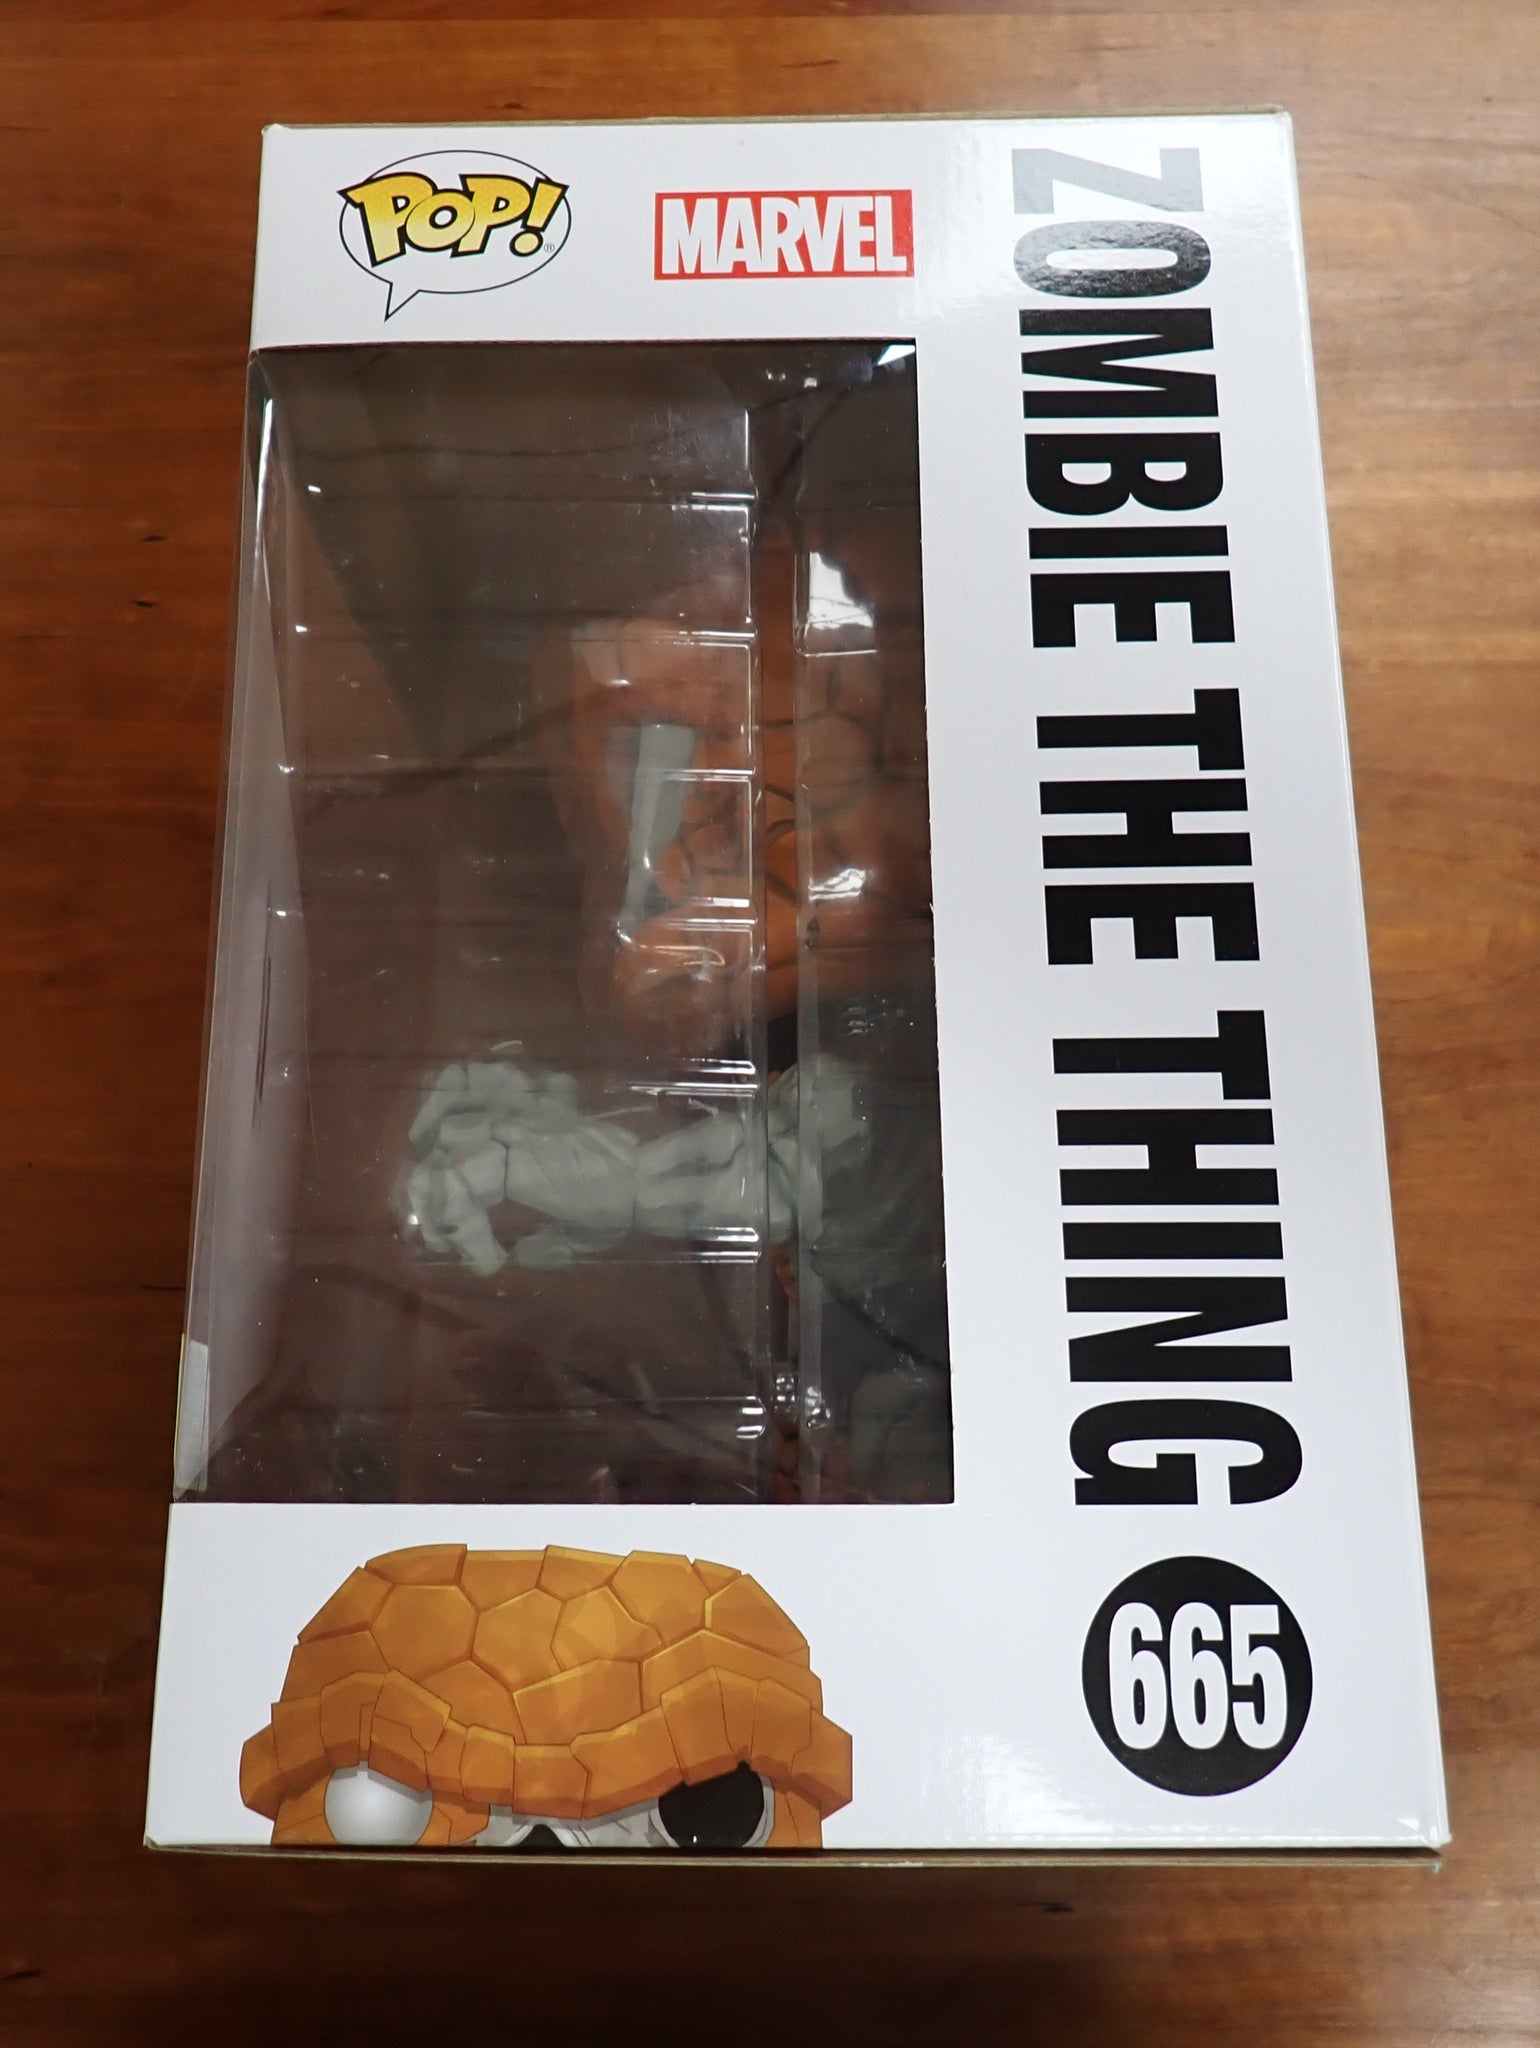 POP!
MARVEL
ZOMBIE THE THING
665